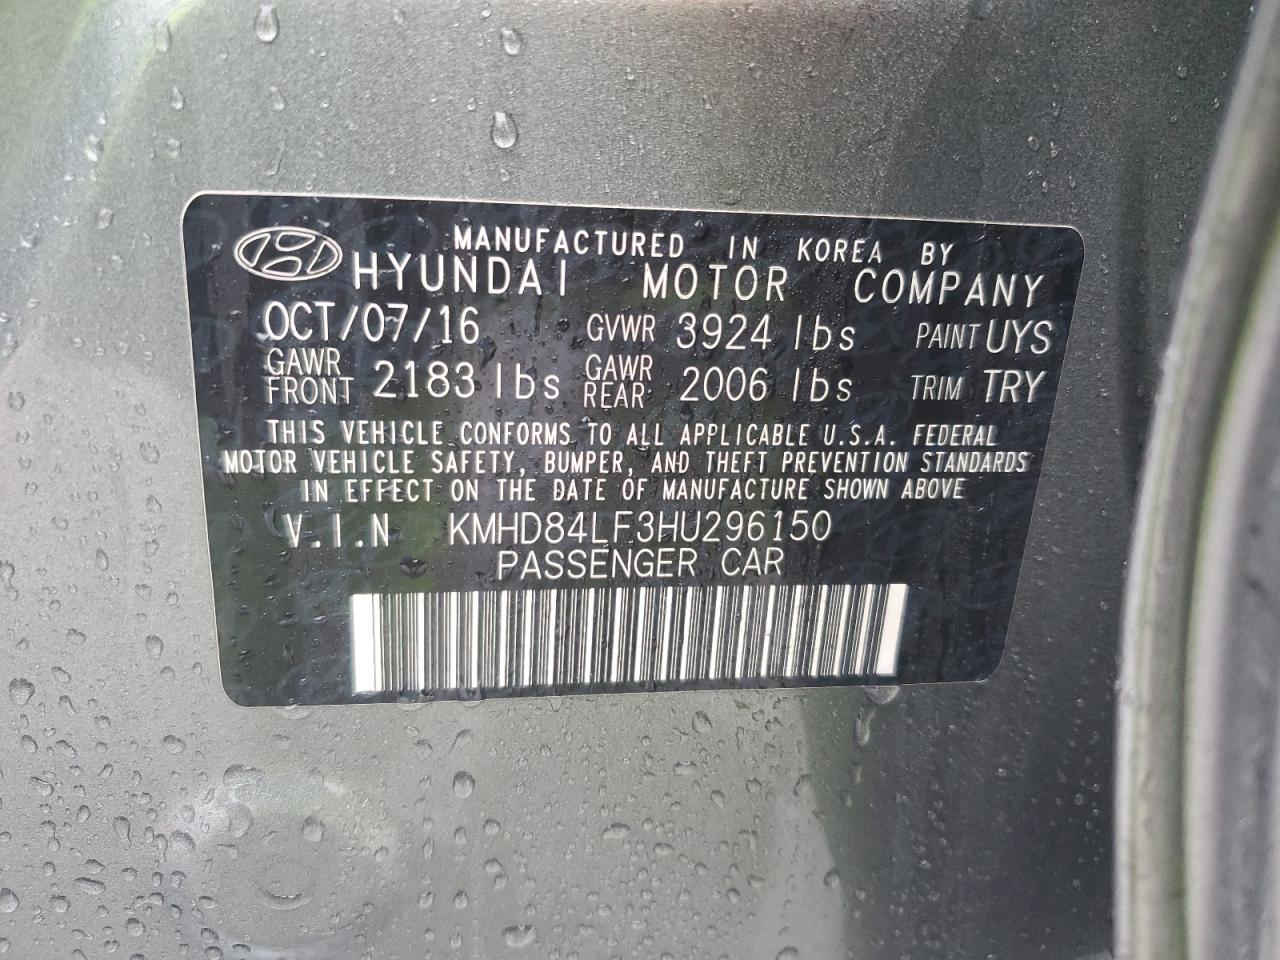 MANUFACTURED IN KOREA BY
HYUNDAI MOTOR COMPANY
OCT/07/16 GVWR 3924 lbs PAINT UYS
GAWR FRONT 2183 lbs GAWR REAR 2006 lbs TRIM TRY
THIS VEHICLE CONFORMS TO ALL APPLICABLE U.S.A. FEDERAL
MOTOR VEHICLE SAFETY, BUMPER, AND THEFT PREVENTION STANDARDS
IN EFFECT ON THE DATE OF MANUFACTURE SHOWN ABOVE
V.I.N KMHD84LF3HU296150
PASSENGER CAR